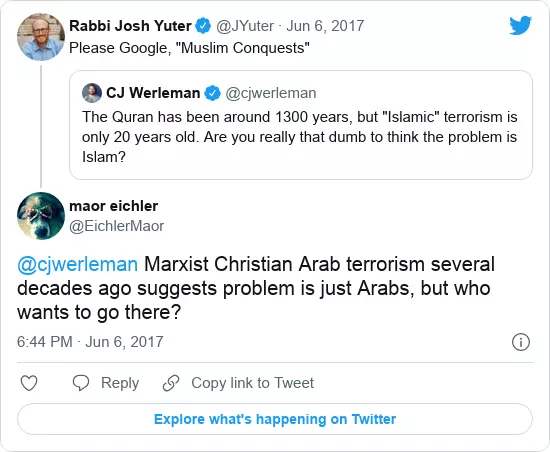 Rabbi Josh Yuter @JYuter · Jun 6, 2017
Please Google, "Muslim Conquests"
CJ Werleman @cjwerleman
The Quran has been around 1300 years, but "Islamic" terrorism is
only 20 years old. Are you really that dumb to think the problem is
Islam?
maor eichler
@EichlerMaor
@cjwerleman Marxist Christian Arab terrorism several
decades ago suggests problem is just Arabs, but who
wants to go there?
6:44 PM · Jun 6, 2017
Reply Copy link to Tweet
Explore what's happening on Twitter